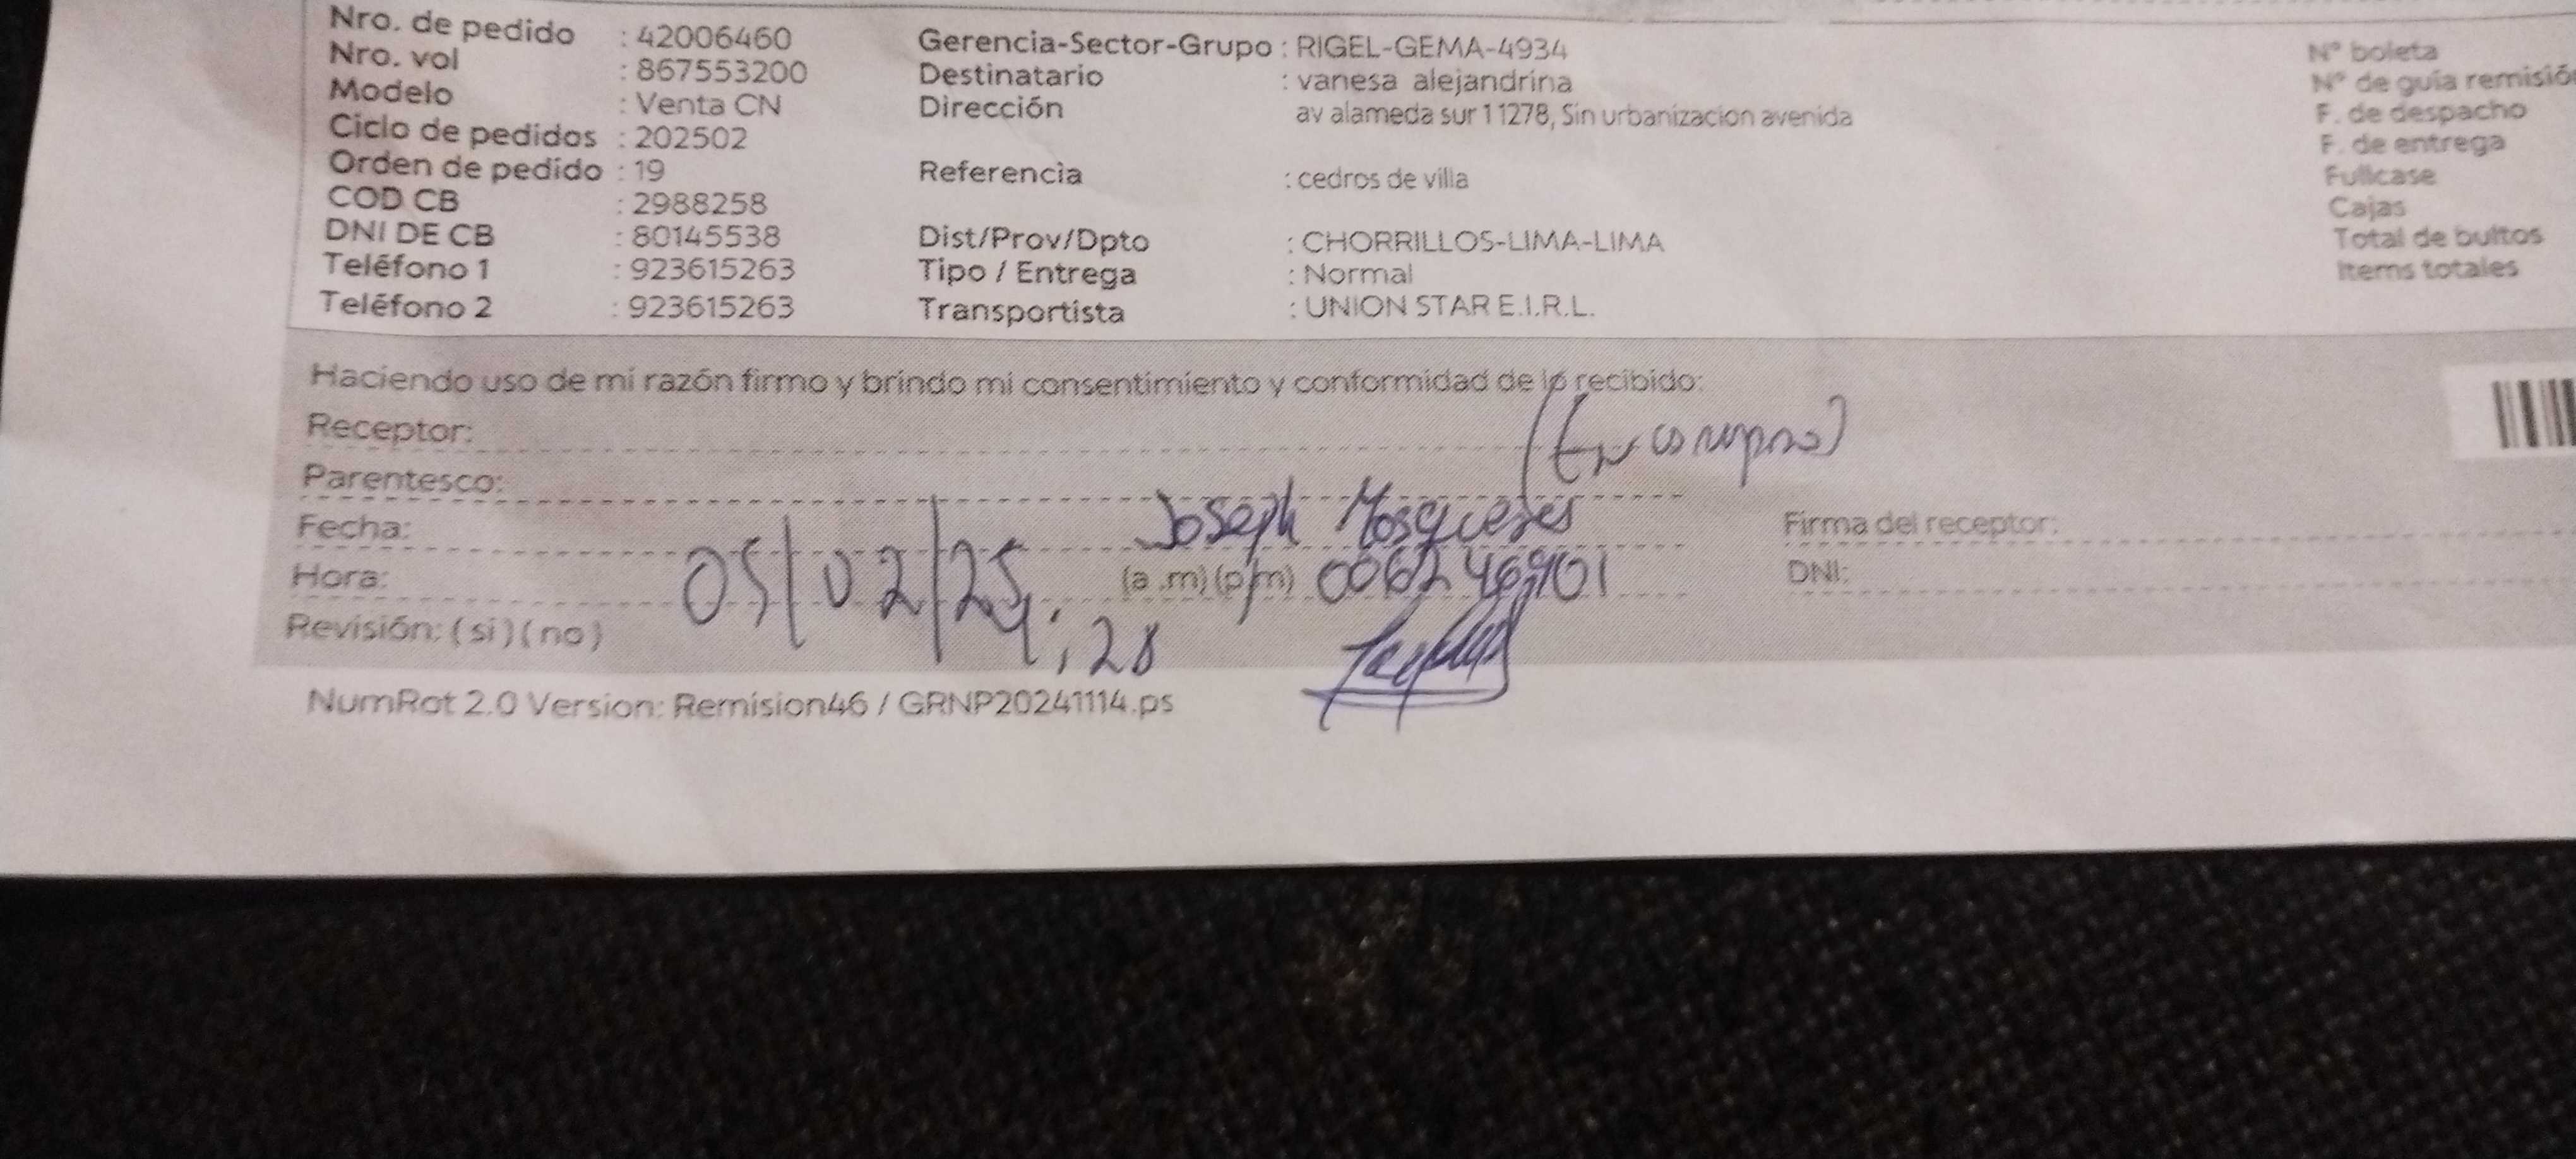 Nro. de pedido : 42006460
Nro. vol : 867553200
Modelo : Venta CN
Ciclo de pedidos : 202502
Orden de pedido : 19
COD CB : 2988258
DNI DE CB : 80145538
Teléfono 1 : 923615263
Teléfono 2 : 923615263
Gerencia-Sector-Grupo : RIGEL-GEMA-4934
Destinatario : vanesa alejandrina
Dirección av alameda sur 1 1278, Sin urbanizacion avenida
Referencia : cedros de villa
Dist/Prov/Dpto : CHORRILLOS-LIMA-LIMA
Tipo / Entrega : Normal
Transportista : UNION STAR E.I.R.L.
Nº boleta
Nº de guía remisión
F. de despacho
F. de entrega
Fullcase
Cajas
Total de bultos
Items totales
Haciendo uso de mi razón firmo y brindo mi consentimiento y conformidad de lo recibido:
Receptor:
Parentesco:
Joseph
Fecha: 05/02/25
Firma del receptor:
Hora: (a .m) (p.m)
DNI:
Revisión: ( si ) ( no )
NumRot 2.0 Version: Remision46 / GRNP20241114.ps